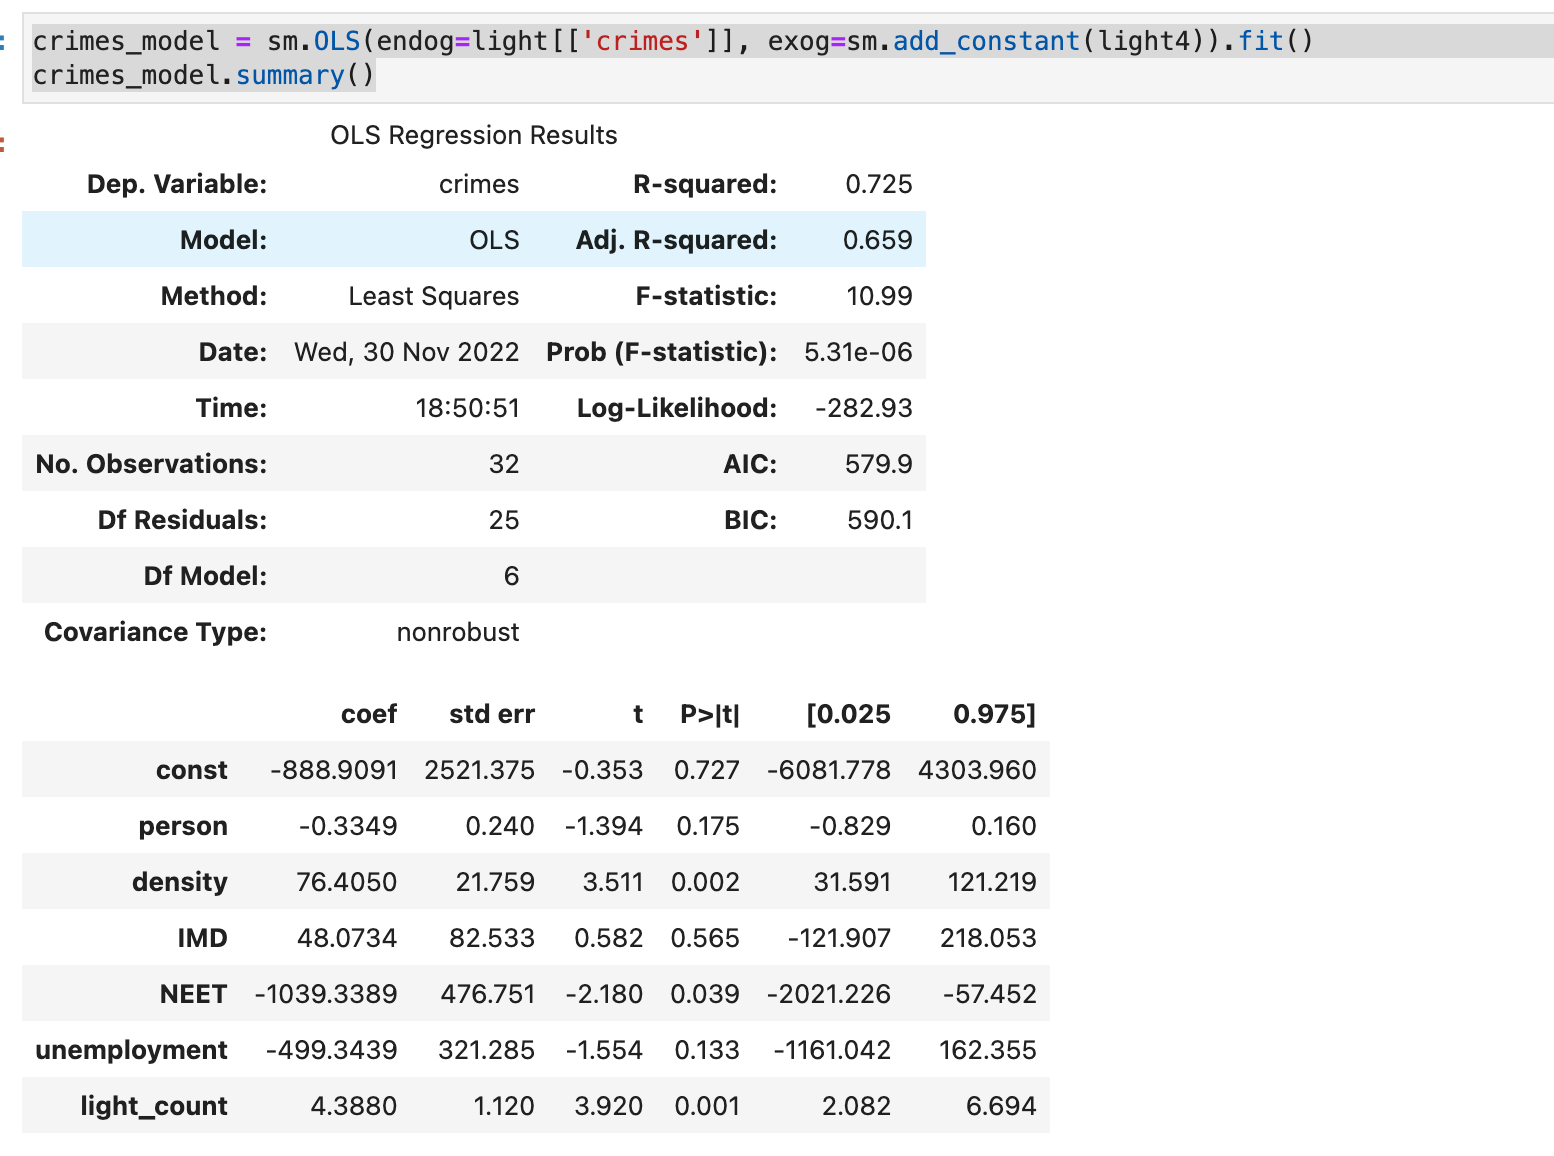 crimes_model = sm.OLS(endog=light[['crimes']], exog=sm.add_constant(light4)).fit()
crimes_model.summary()
OLS Regression Results
Dep. Variable: crimes R-squared: 0.725
Model: OLS Adj. R-squared: 0.659
Method: Least Squares F-statistic: 10.99
Date: Wed, 30 Nov 2022 Prob (F-statistic): 5.31e-06
Time: 18:50:51 Log-Likelihood: -282.93
No. Observations: 32 AIC: 579.9
Df Residuals: 25 BIC: 590.1
Df Model: 6
Covariance Type: nonrobust
coef std err t P>|t| [0.025 0.975]
const -888.9091 2521.375 -0.353 0.727 -6081.778 4303.960
person -0.3349 0.240 -1.394 0.175 -0.829 0.160
density 76.4050 21.759 3.511 0.002 31.591 121.219
IMD 48.0734 82.533 0.582 0.565 -121.907 218.053
NEET -1039.3389 476.751 -2.180 0.039 -2021.226 -57.452
unemployment -499.3439 321.285 -1.554 0.133 -1161.042 162.355
light_count 4.3880 1.120 3.920 0.001 2.082 6.694